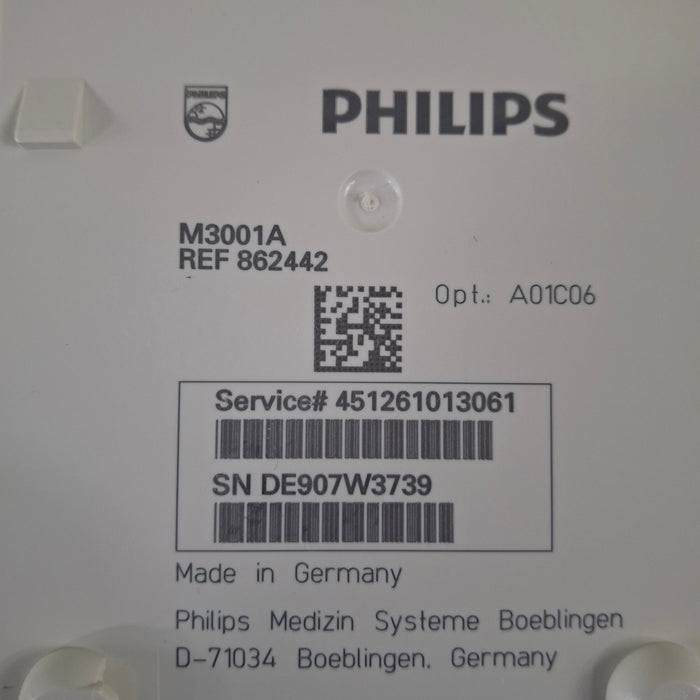 PHILIPS
PHILIPS
M3001A
REF 862442
Opt.: A01C06
Service# 451261013061
SN DE907W3739
Made in Germany
Philips Medizin Systeme Boeblingen
D-71034 Boeblingen, Germany